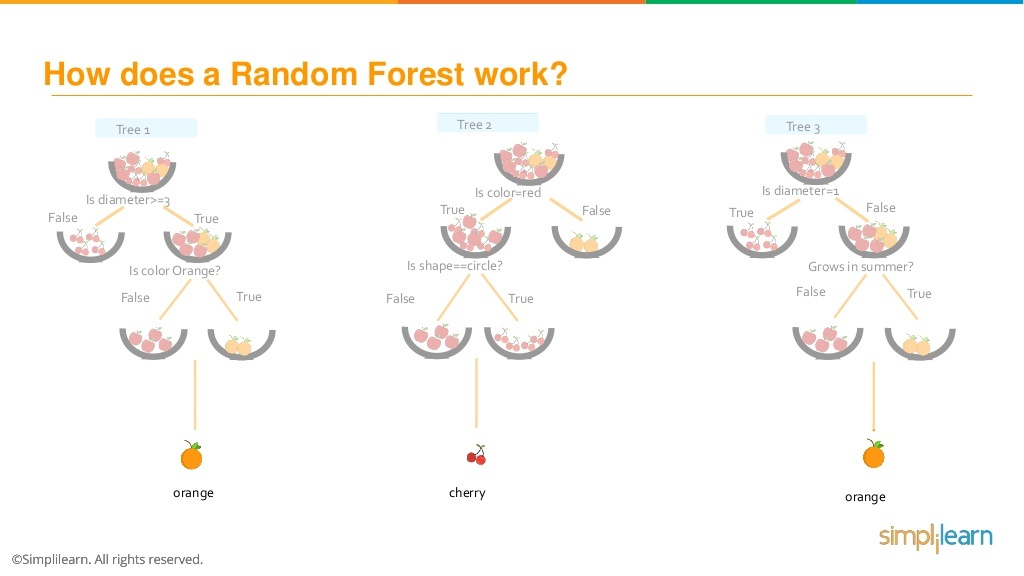 How does a Random Forest work?
Tree 1
Tree 2
Tree 3
Is diameter>=3
False
True
Is color Orange?
False
True
orange
Is color=red
True
False
Is shape==circle?
False
True
cherry
Is diameter=1
True
False
Grows in summer?
False
True
orange
©Simplilearn. All rights reserved.
simplilearn